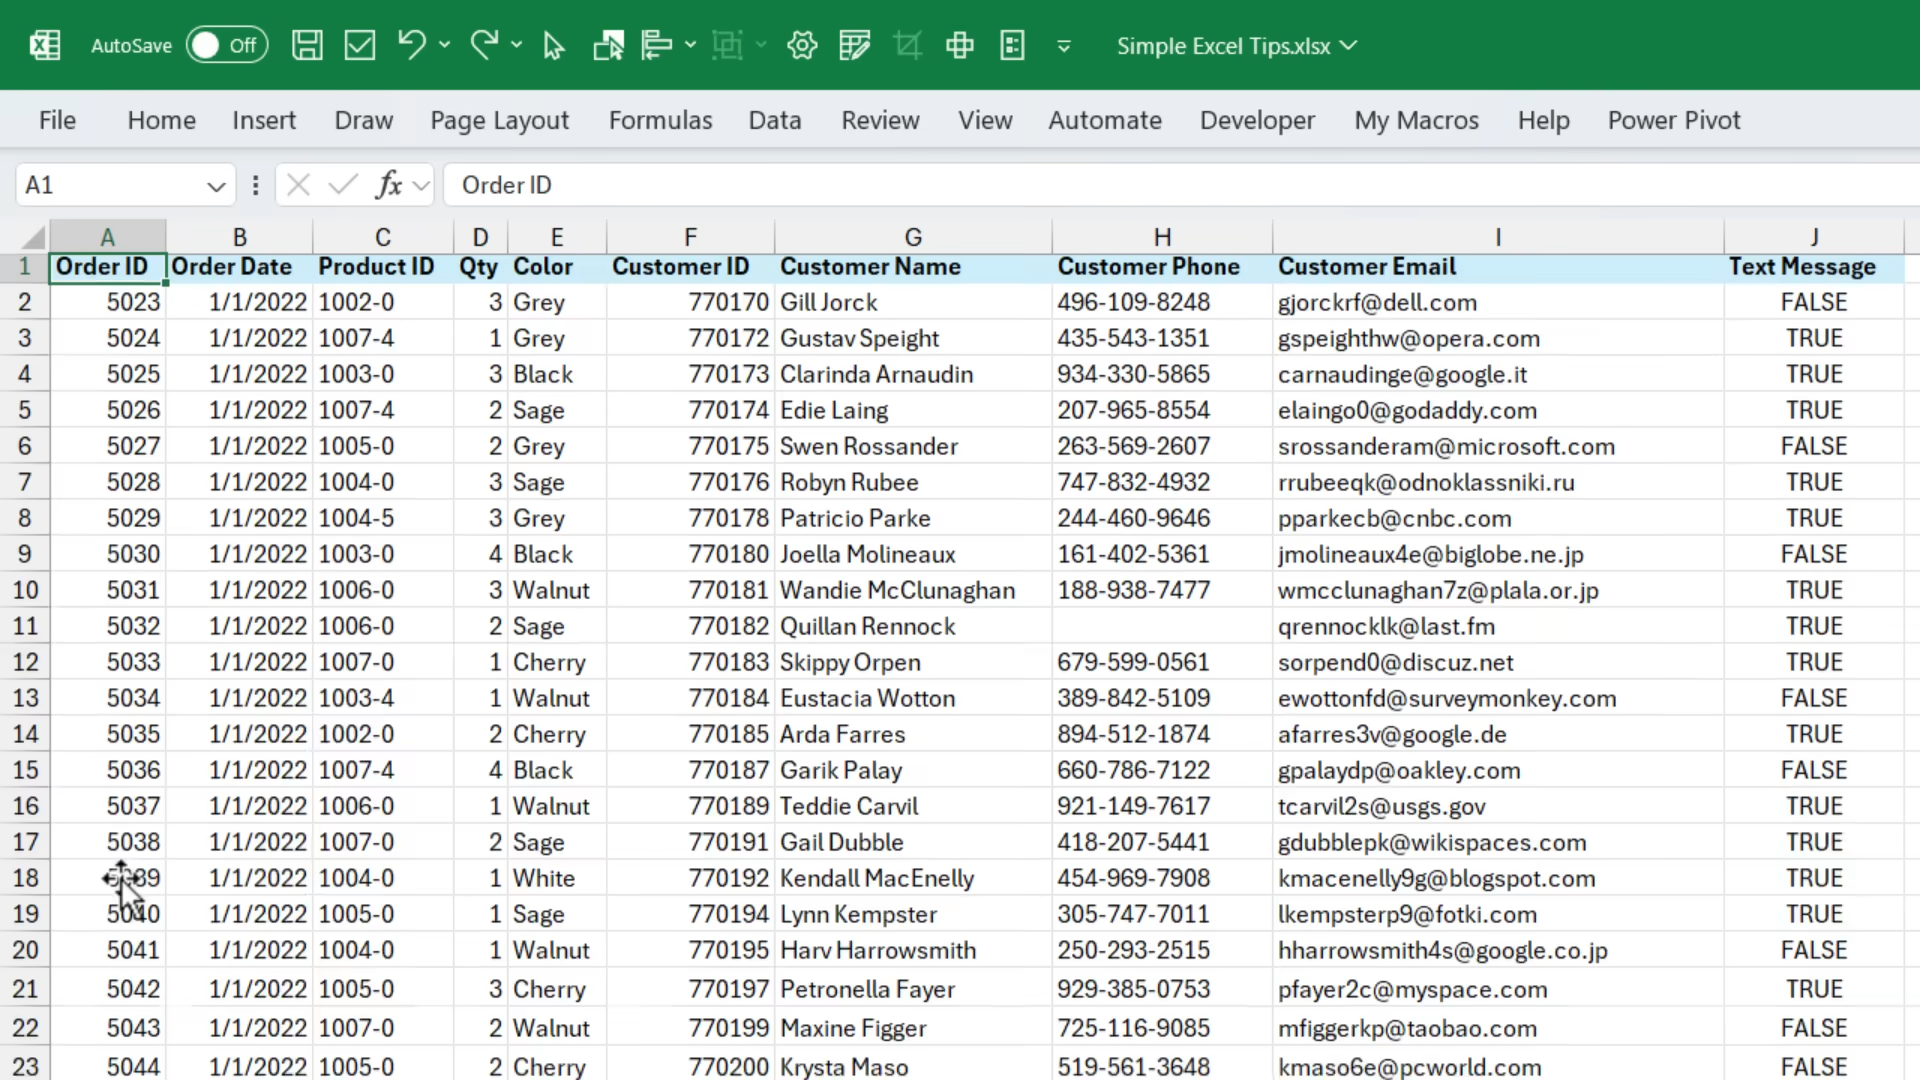 AutoSave Off Simple Excel Tips.xlsx
File Home Insert Draw Page Layout Formulas Data Review View Automate Developer My Macros Help Power Pivot
A1 fx Order ID
A B C D E F G H I J
1 Order ID Order Date Product ID Qty Color Customer ID Customer Name Customer Phone Customer Email Text Message
2 5023 1/1/2022 1002-0 3 Grey 770170 Gill Jorck 496-109-8248 gjorckrf@dell.com FALSE
3 5024 1/1/2022 1007-4 1 Grey 770172 Gustav Speight 435-543-1351 gspeighthw@opera.com TRUE
4 5025 1/1/2022 1003-0 3 Black 770173 Clarinda Arnaudin 934-330-5865 carnaudinge@google.it TRUE
5 5026 1/1/2022 1007-4 2 Sage 770174 Edie Laing 207-965-8554 elaingo0@godaddy.com TRUE
6 5027 1/1/2022 1005-0 2 Grey 770175 Swen Rossander 263-569-2607 srossanderam@microsoft.com FALSE
7 5028 1/1/2022 1004-0 3 Sage 770176 Robyn Rubee 747-832-4932 rrubeeqk@odnoklassniki.ru TRUE
8 5029 1/1/2022 1004-5 3 Grey 770178 Patricio Parke 244-460-9646 pparkecb@cnbc.com TRUE
9 5030 1/1/2022 1003-0 4 Black 770180 Joella Molineaux 161-402-5361 jmolineaux4e@biglobe.ne.jp FALSE
10 5031 1/1/2022 1006-0 3 Walnut 770181 Wandie McClunaghan 188-938-7477 wmcclunaghan7z@plala.or.jp TRUE
11 5032 1/1/2022 1006-0 2 Sage 770182 Quillan Rennock qrennocklk@last.fm TRUE
12 5033 1/1/2022 1007-0 1 Cherry 770183 Skippy Orpen 679-599-0561 sorpend0@discuz.net TRUE
13 5034 1/1/2022 1003-4 1 Walnut 770184 Eustacia Wotton 389-842-5109 ewottonfd@surveymonkey.com FALSE
14 5035 1/1/2022 1002-0 2 Cherry 770185 Arda Farres 894-512-1874 afarres3v@google.de TRUE
15 5036 1/1/2022 1007-4 4 Black 770187 Garik Palay 660-786-7122 gpalaydp@oakley.com FALSE
16 5037 1/1/2022 1006-0 1 Walnut 770189 Teddie Carvil 921-149-7617 tcarvil2s@usgs.gov TRUE
17 5038 1/1/2022 1007-0 2 Sage 770191 Gail Dubble 418-207-5441 gdubblepk@wikispaces.com TRUE
18 1/1/2022 1004-0 1 White 770192 Kendall MacEnelly 454-969-7908 kmacenelly9g@blogspot.com TRUE
19 5040 1/1/2022 1005-0 1 Sage 770194 Lynn Kempster 305-747-7011 lkempsterp9@fotki.com TRUE
20 5041 1/1/2022 1004-0 1 Walnut 770195 Harv Harrowsmith 250-293-2515 hharrowsmith4s@google.co.jp FALSE
21 5042 1/1/2022 1005-0 3 Cherry 770197 Petronella Fayer 929-385-0753 pfayer2c@myspace.com TRUE
22 5043 1/1/2022 1007-0 2 Walnut 770199 Maxine Figger 725-116-9085 mfiggerkp@taobao.com FALSE
23 5044 1/1/2022 1005-0 2 Cherry 770200 Krysta Maso 519-561-3648 kmaso6e@pcworld.com FALSE